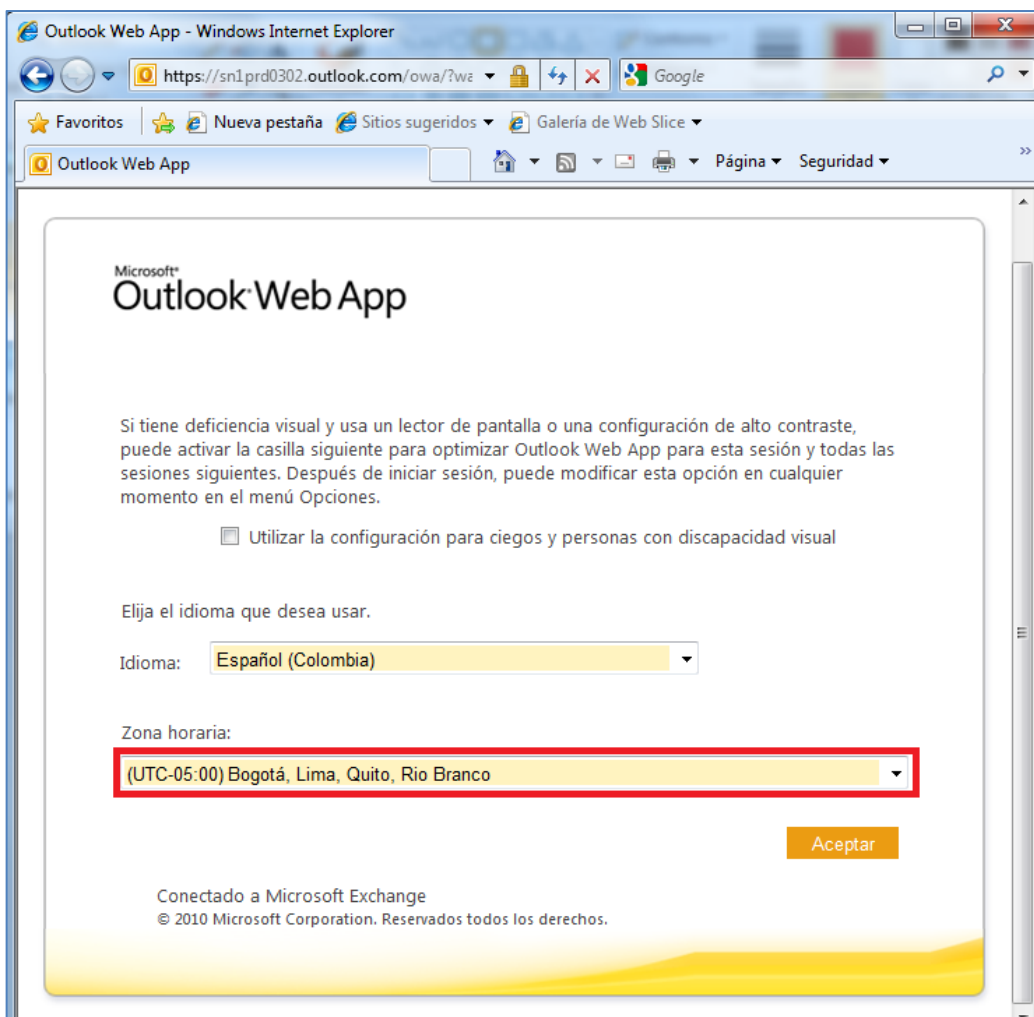 Outlook Web App - Windows Internet Explorer
https://sn1prd0302.outlook.com/owa/?wa
Google
Favoritos Nueva pestaña Sitios sugeridos Galería de Web Slice
Outlook Web App Página Seguridad »
Microsoft®
Outlook Web App
Si tiene deficiencia visual y usa un lector de pantalla o una configuración de alto contraste,
puede activar la casilla siguiente para optimizar Outlook Web App para esta sesión y todas las
sesiones siguientes. Después de iniciar sesión, puede modificar esta opción en cualquier
momento en el menú Opciones.
Utilizar la configuración para ciegos y personas con discapacidad visual
Elija el idioma que desea usar.
Idioma: Español (Colombia)
Zona horaria:
(UTC-05:00) Bogotá, Lima, Quito, Rio Branco
Aceptar
Conectado a Microsoft Exchange
© 2010 Microsoft Corporation. Reservados todos los derechos.